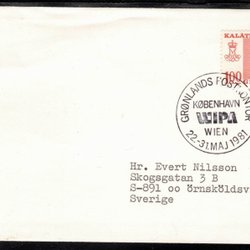 KALÅT
100
GRØNLANDS POSTKONTOR
KØBENHAVN
WIPA
WIEN
22.-31.MAJ 1981
Hr. Evert Nilsson
Skogsgatan 3 B
S-891 oo örnsköldsv
Sverige